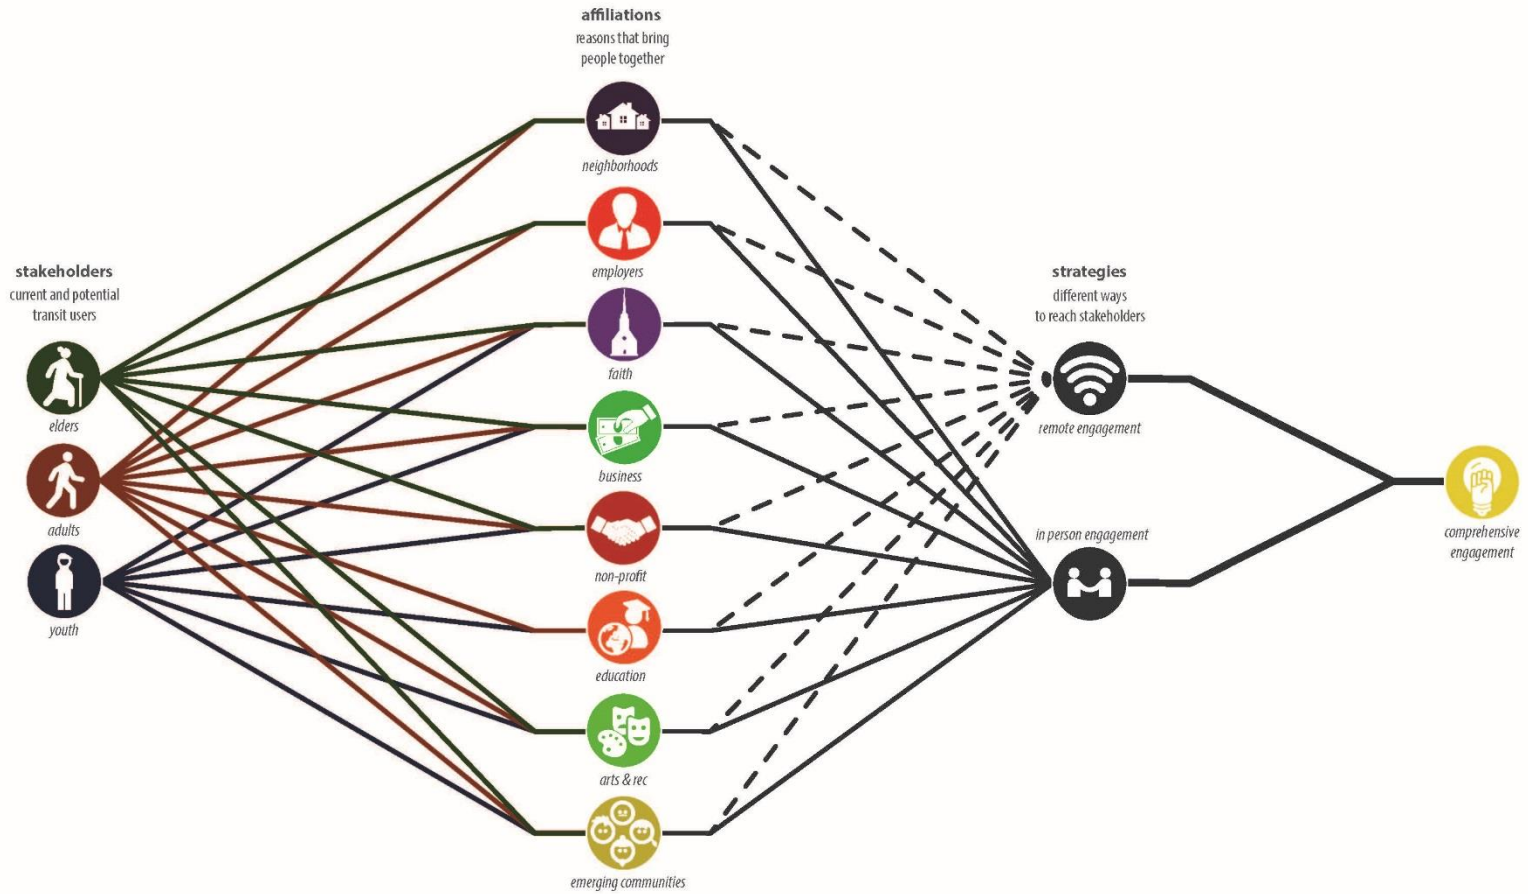 affiliations
reasons that bring
people together
neighborhoods
employers
stakeholders
current and potential
transit users
strategies
different ways
to reach stakeholders
faith
elders
remote engagement
business
adults
in person engagement
comprehensive
engagement
non-profit
youth
education
arts & rec
emerging communities